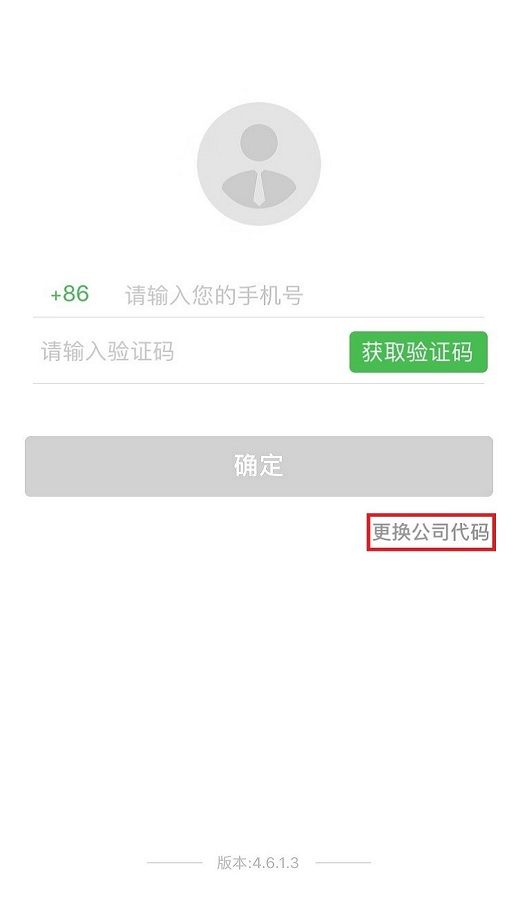 +86 请输入您的手机号
请输入验证码 获取验证码
确定
更换公司代码
版本:4.6.1.3